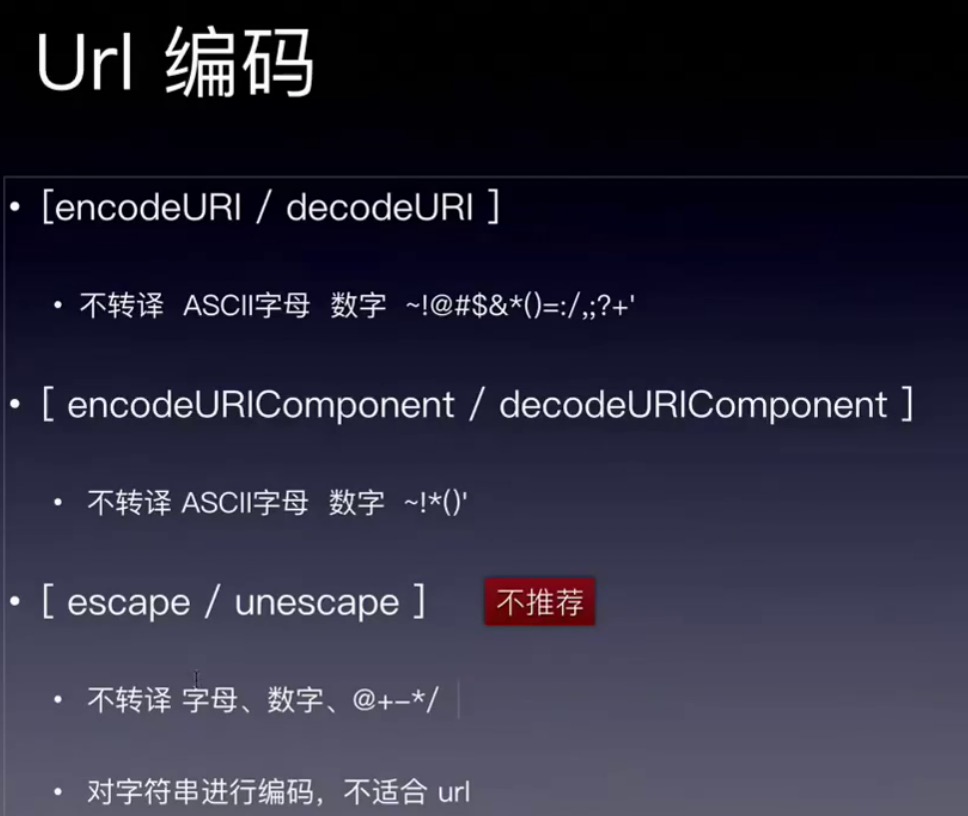 Url 编码
• [encodeURI / decodeURI ]
• 不转译 ASCII字母 数字 ~!@#$&*()=:/,;?+'
• [ encodeURIComponent / decodeURIComponent ]
• 不转译 ASCII字母 数字 ~!*()'
• [ escape / unescape ] 不推荐
• 不转译 字母、数字、@+-*/
• 对字符串进行编码，不适合 url